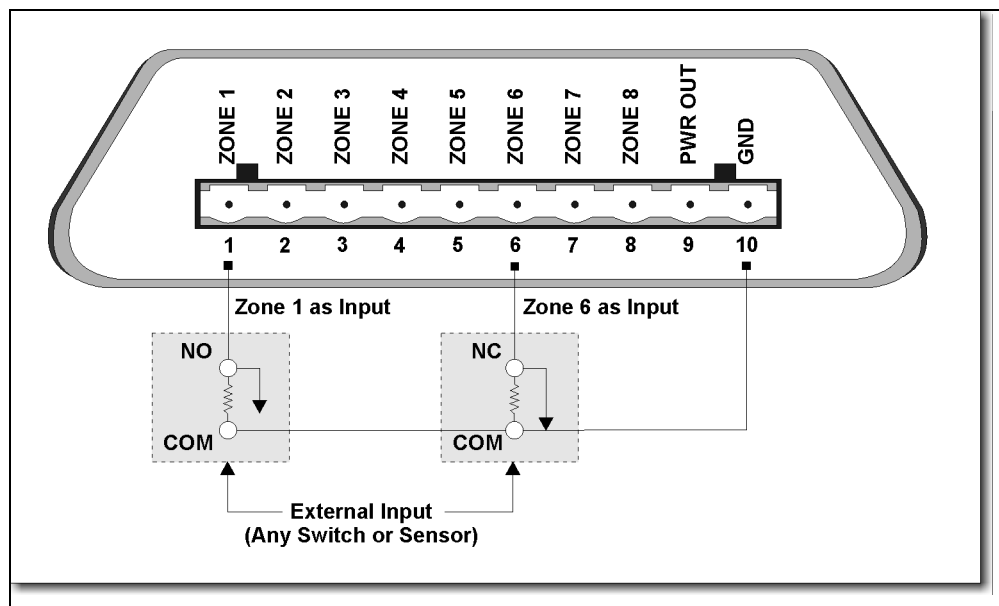 ZONE 1
ZONE 2
ZONE 3
ZONE 4
ZONE 5
ZONE 6
ZONE 7
ZONE 8
PWR OUT
GND
1 2 3 4 5 6 7 8 9 10
Zone 1 as Input
Zone 6 as Input
NO
NC
COM
COM
External Input
(Any Switch or Sensor)